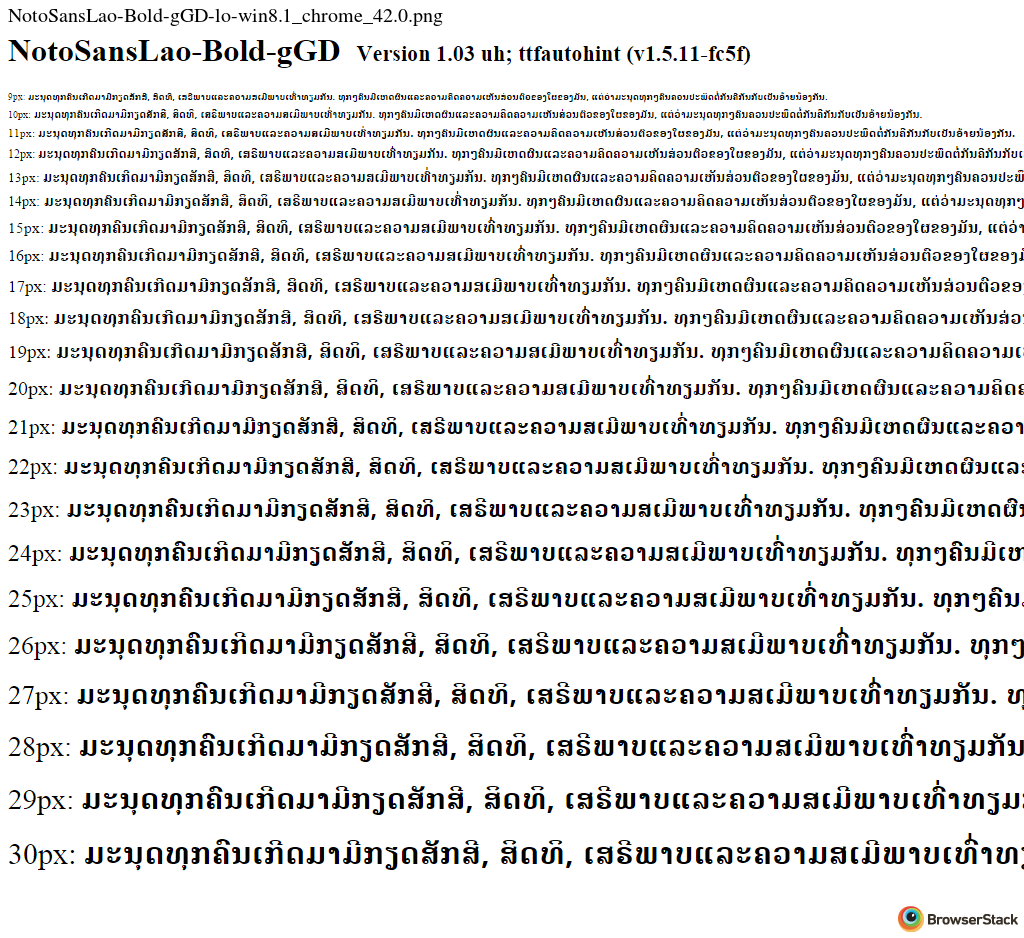 NotoSansLao-Bold-gGD-lo-win8.1_chrome_42.0.png
NotoSansLao-Bold-gGD Version 1.03 uh; ttfautohint (v1.5.11-fc5f)
9px: ມະນຸດທຸກຄົນເກີດມາມີກຽດສັກສີ, ສິດທິ, ເສຣີພາບແລະຄວາມສເມີພາບເທົ່າທຽມກັນ. ທຸກໆຄົນມີເຫດຜົນແລະຄວາມຄິດຄວາມເຫັນສ່ວນຕົວຂອງໃຜຂອງມັນ, ແຕ່ວ່າມະນຸດທຸກໆຄົນຄວນປະພຶດຕໍ່ກັນຄືກັນກັບເປັນອ້າຍນ້ອງກັນ.
10px: ມະນຸດທຸກຄົນເກີດມາມີກຽດສັກສີ, ສິດທິ, ເສຣີພາບແລະຄວາມສເມີພາບເທົ່າທຽມກັນ. ທຸກໆຄົນມີເຫດຜົນແລະຄວາມຄິດຄວາມເຫັນສ່ວນຕົວຂອງໃຜຂອງມັນ, ແຕ່ວ່າມະນຸດທຸກໆຄົນຄວນປະພຶດຕໍ່ກັນຄືກັນກັບເປັນອ້າຍນ້ອງກັນ.
11px: ມະນຸດທຸກຄົນເກີດມາມີກຽດສັກສີ, ສິດທິ, ເສຣີພາບແລະຄວາມສເມີພາບເທົ່າທຽມກັນ. ທຸກໆຄົນມີເຫດຜົນແລະຄວາມຄິດຄວາມເຫັນສ່ວນຕົວຂອງໃຜຂອງມັນ, ແຕ່ວ່າມະນຸດທຸກໆຄົນຄວນປະພຶດຕໍ່ກັນຄືກັນກັບເປັນອ້າຍນ້ອງກັນ.
12px: ມະນຸດທຸກຄົນເກີດມາມີກຽດສັກສີ, ສິດທິ, ເສຣີພາບແລະຄວາມສເມີພາບເທົ່າທຽມກັນ. ທຸກໆຄົນມີເຫດຜົນແລະຄວາມຄິດຄວາມເຫັນສ່ວນຕົວຂອງໃຜຂອງມັນ, ແຕ່ວ່າມະນຸດທຸກໆຄົນຄວນປະພຶດຕໍ່ກັນຄືກັນກັບເ
13px: ມະນຸດທຸກຄົນເກີດມາມີກຽດສັກສີ, ສິດທິ, ເສຣີພາບແລະຄວາມສເມີພາບເທົ່າທຽມກັນ. ທຸກໆຄົນມີເຫດຜົນແລະຄວາມຄິດຄວາມເຫັນສ່ວນຕົວຂອງໃຜຂອງມັນ, ແຕ່ວ່າມະນຸດທຸກໆຄົນຄວນປະພຶ
14px: ມະນຸດທຸກຄົນເກີດມາມີກຽດສັກສີ, ສິດທິ, ເສຣີພາບແລະຄວາມສເມີພາບເທົ່າທຽມກັນ. ທຸກໆຄົນມີເຫດຜົນແລະຄວາມຄິດຄວາມເຫັນສ່ວນຕົວຂອງໃຜຂອງມັນ, ແຕ່ວ່າມະນຸດທຸກໆ
15px: ມະນຸດທຸກຄົນເກີດມາມີກຽດສັກສີ, ສິດທິ, ເສຣີພາບແລະຄວາມສເມີພາບເທົ່າທຽມກັນ. ທຸກໆຄົນມີເຫດຜົນແລະຄວາມຄິດຄວາມເຫັນສ່ວນຕົວຂອງໃຜຂອງມັນ, ແຕ່ວ່າ
16px: ມະນຸດທຸກຄົນເກີດມາມີກຽດສັກສີ, ສິດທິ, ເສຣີພາບແລະຄວາມສເມີພາບເທົ່າທຽມກັນ. ທຸກໆຄົນມີເຫດຜົນແລະຄວາມຄິດຄວາມເຫັນສ່ວນຕົວຂອງໃຜຂອງມັ
17px: ມະນຸດທຸກຄົນເກີດມາມີກຽດສັກສີ, ສິດທິ, ເສຣີພາບແລະຄວາມສເມີພາບເທົ່າທຽມກັນ. ທຸກໆຄົນມີເຫດຜົນແລະຄວາມຄິດຄວາມເຫັນສ່ວນຕົວຂອງ
18px: ມະນຸດທຸກຄົນເກີດມາມີກຽດສັກສີ, ສິດທິ, ເສຣີພາບແລະຄວາມສເມີພາບເທົ່າທຽມກັນ. ທຸກໆຄົນມີເຫດຜົນແລະຄວາມຄິດຄວາມເຫັນສ່ວ
19px: ມະນຸດທຸກຄົນເກີດມາມີກຽດສັກສີ, ສິດທິ, ເສຣີພາບແລະຄວາມສເມີພາບເທົ່າທຽມກັນ. ທຸກໆຄົນມີເຫດຜົນແລະຄວາມຄິດຄວາມເ
20px: ມະນຸດທຸກຄົນເກີດມາມີກຽດສັກສີ, ສິດທິ, ເສຣີພາບແລະຄວາມສເມີພາບເທົ່າທຽມກັນ. ທຸກໆຄົນມີເຫດຜົນແລະຄວາມຄິດຄ
21px: ມະນຸດທຸກຄົນເກີດມາມີກຽດສັກສີ, ສິດທິ, ເສຣີພາບແລະຄວາມສເມີພາບເທົ່າທຽມກັນ. ທຸກໆຄົນມີເຫດຜົນແລະຄວາ
22px: ມະນຸດທຸກຄົນເກີດມາມີກຽດສັກສີ, ສິດທິ, ເສຣີພາບແລະຄວາມສເມີພາບເທົ່າທຽມກັນ. ທຸກໆຄົນມີເຫດຜົນແລະ
23px: ມະນຸດທຸກຄົນເກີດມາມີກຽດສັກສີ, ສິດທິ, ເສຣີພາບແລະຄວາມສເມີພາບເທົ່າທຽມກັນ. ທຸກໆຄົນມີເຫດຜົນ
24px: ມະນຸດທຸກຄົນເກີດມາມີກຽດສັກສີ, ສິດທິ, ເສຣີພາບແລະຄວາມສເມີພາບເທົ່າທຽມກັນ. ທຸກໆຄົນມີເຫ
25px: ມະນຸດທຸກຄົນເກີດມາມີກຽດສັກສີ, ສິດທິ, ເສຣີພາບແລະຄວາມສເມີພາບເທົ່າທຽມກັນ. ທຸກໆຄົນ
26px: ມະນຸດທຸກຄົນເກີດມາມີກຽດສັກສີ, ສິດທິ, ເສຣີພາບແລະຄວາມສເມີພາບເທົ່າທຽມກັນ. ທຸກໆ
27px: ມະນຸດທຸກຄົນເກີດມາມີກຽດສັກສີ, ສິດທິ, ເສຣີພາບແລະຄວາມສເມີພາບເທົ່າທຽມກັນ. ທຸ
28px: ມະນຸດທຸກຄົນເກີດມາມີກຽດສັກສີ, ສິດທິ, ເສຣີພາບແລະຄວາມສເມີພາບເທົ່າທຽມກັນ
29px: ມະນຸດທຸກຄົນເກີດມາມີກຽດສັກສີ, ສິດທິ, ເສຣີພາບແລະຄວາມສເມີພາບເທົ່າທຽມ
30px: ມະນຸດທຸກຄົນເກີດມາມີກຽດສັກສີ, ສິດທິ, ເສຣີພາບແລະຄວາມສເມີພາບເທົ່າທຽ
BrowserStack